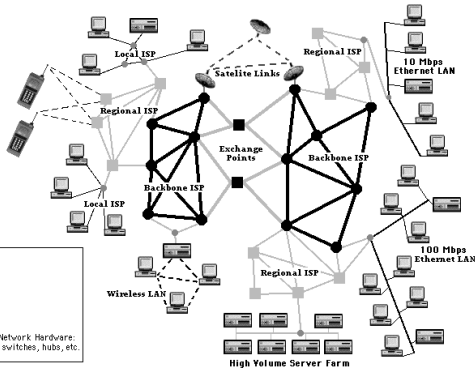 Local ISP
Satelite Links
Regional ISP
10 Mbps
Ethernet LAN
Regional ISP
Exchange
Points
Backbone ISP
Backbone ISP
Local ISP
100 Mbps
Ethernet LAN
Regional ISP
Wireless LAN
Network Hardware:
switches, hubs, etc.
High Volume Server Farm